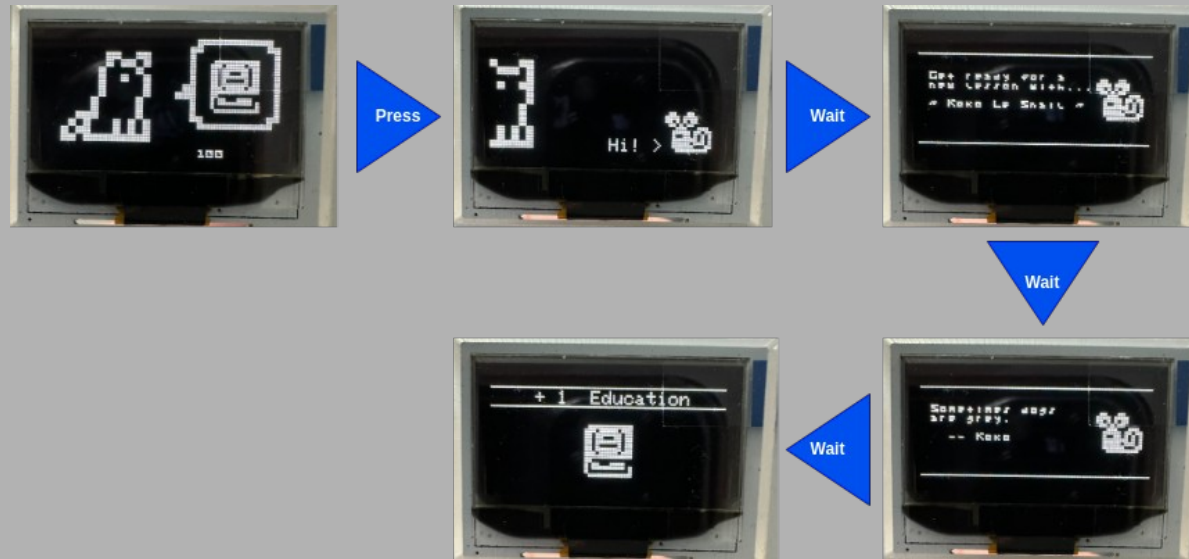 100
Press
Hi! >
Wait
Get ready for a
new lesson with...
Koko Le Snail
Wait
Sometimes dogs
are grey.
-- Koko
Wait
+ 1 Education